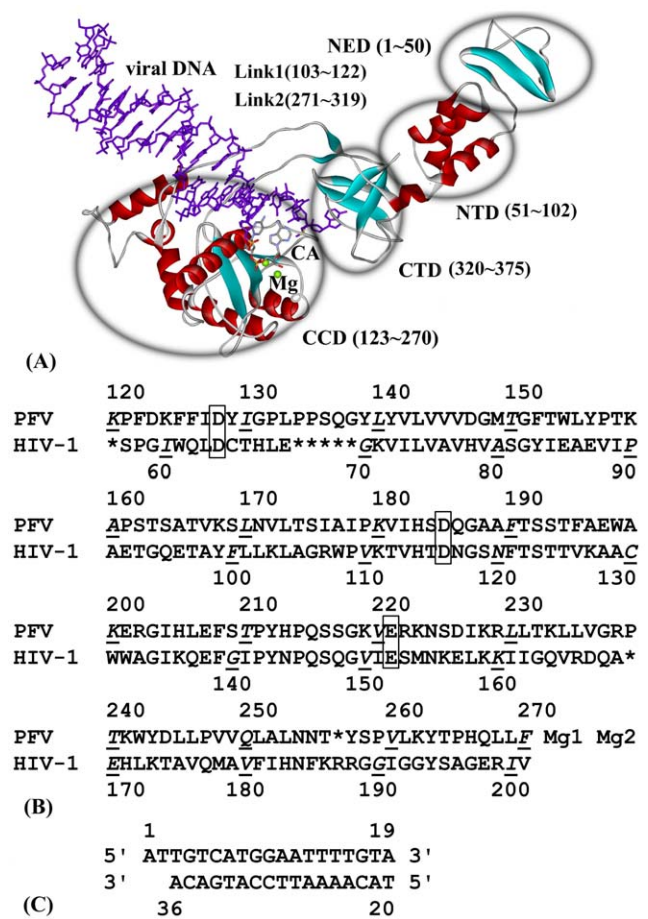 NED (1~50)
viral DNA
Link1(103~122)
Link2(271~319)
NTD
(51~102)
CA
CTD (320~375)
Mg
CCD (123~270)
(A)
120 130 140 150
PFV KPFDKFFIDYIGPLPPSQGYLYVLVVVDGMTGFTWLYPTK
HIV-1 *SPGIWQLDCTHLE*****GKVILVAVHVASGYIEAEVIP
60 70 80 90
160 170 180 190
PFV APSTSATVKSLNVLTSIAIPKVIHSDQGAAFTSSTFAEWA
HIV-1 AETGQETAYFLLKLAGRWPVKTVHTDNGSNFTSTTVKAAC
100 110 120 130
200 210 220 230
PFV KERGIHLEFSTPYHPQSSGKVERKNSDIKRLLTKLLVGRP
HIV-1 WWAGIKQEFGIPYNPQSQGVIESMNKELKKIIGQVRDQA*
140 150 160
240 250 260 270
PFV TKWYDLLPVVQLALNNT*YSPVLKYTPHQLLF Mg1 Mg2
HIV-1 EHLKTAVQMAVFIHNFKRRGGIGGYSAGERIV
170 180 190 200
(B)
1 19
5' ATTGTCATGGAATTTTGTA 3'
3' ACAGTACCTTAAAACAT 5'
36 20
(C)